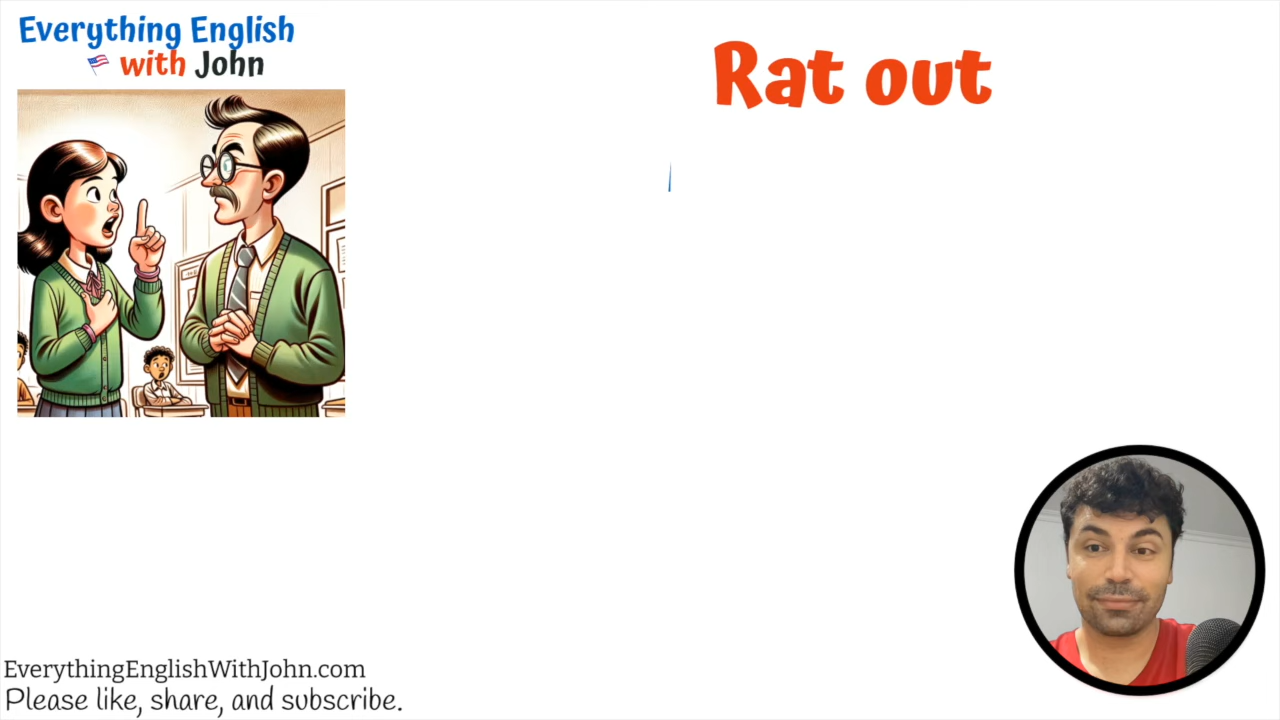 Everything English
with John
Rat out
EverythingEnglishWithJohn.com
Please like, share, and subscribe.